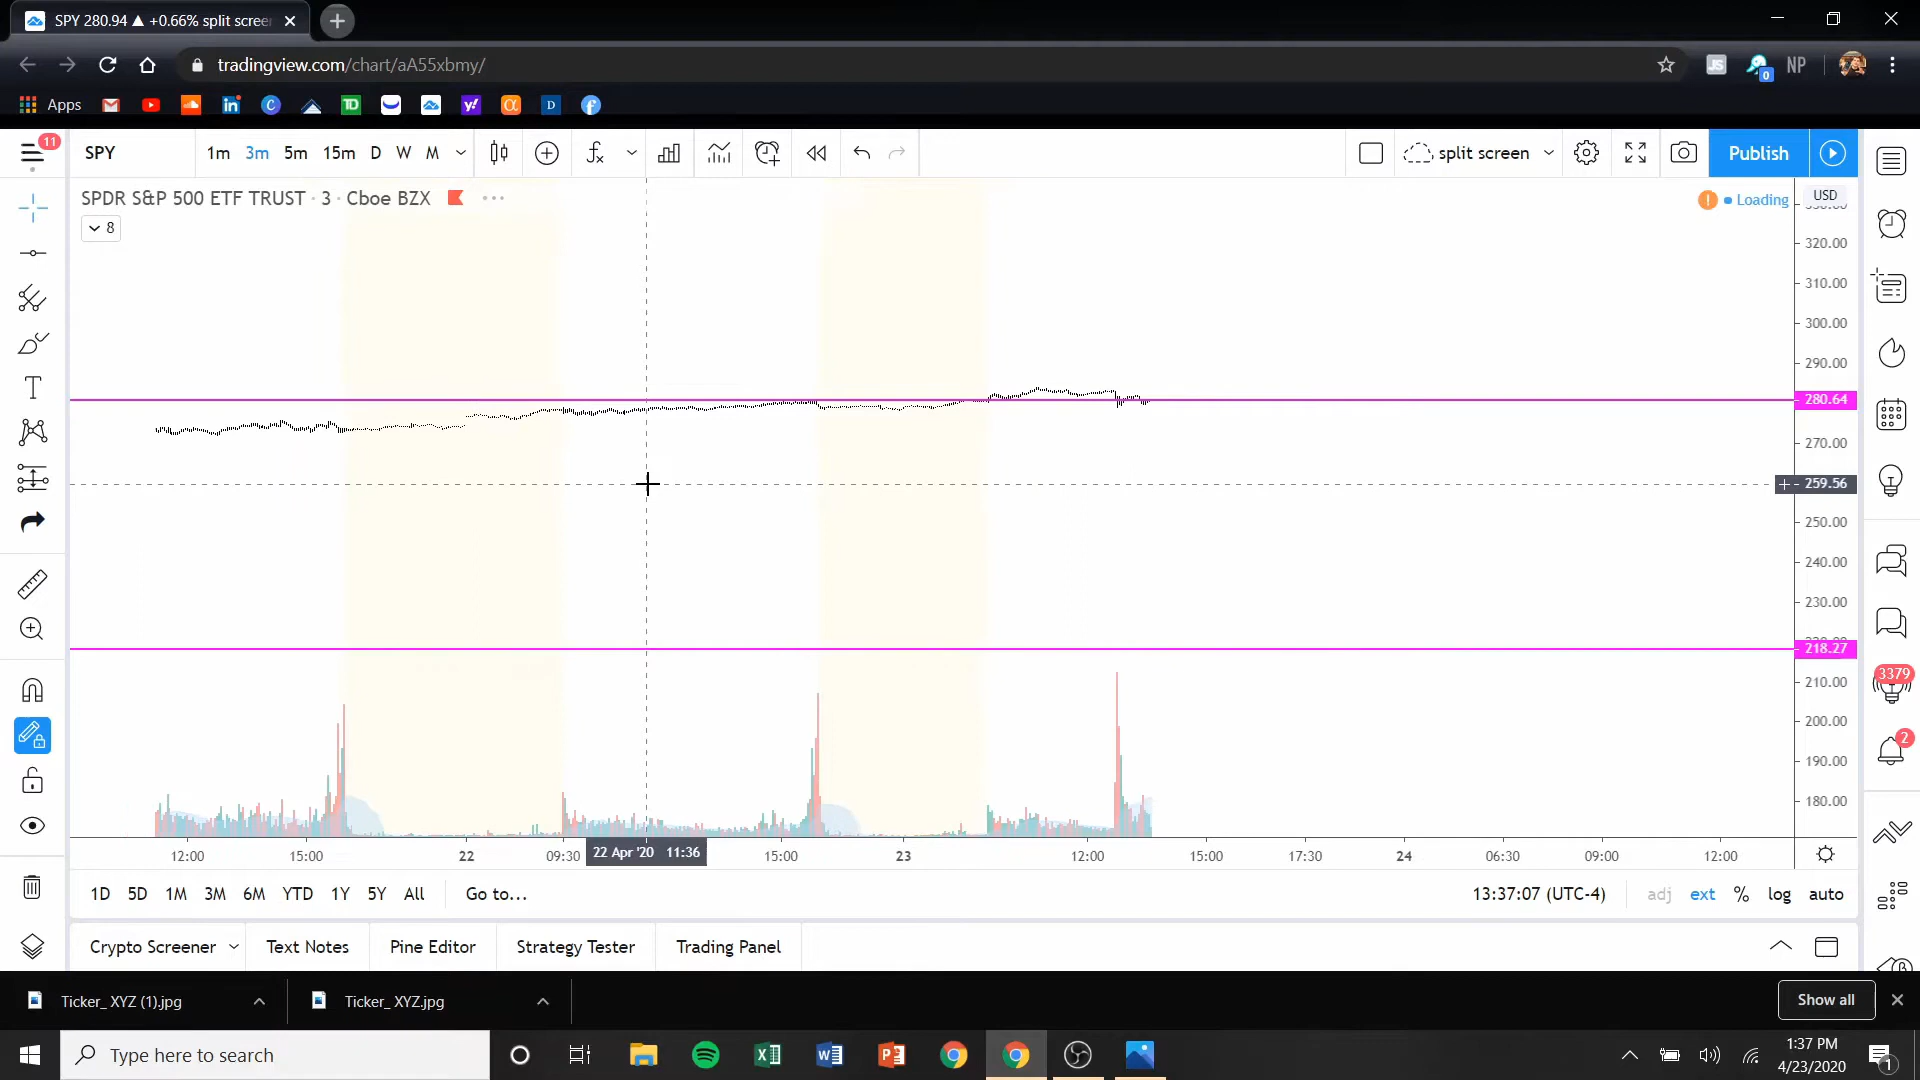 SPY 280.94 ▲ +0.66% split scree
tradingview.com/chart/aA55xbmy/
JS
0
NP
Apps
in
C
TD
y!
α
D
f
11
SPY
1m 3m 5m 15m D W M
split screen
Publish
SPDR S&P 500 ETF TRUST · 3 · Cboe BZX
Loading
USD
8
320.00
310.00
300.00
290.00
280.64
270.00
259.56
250.00
240.00
230.00
218.27
210.00
200.00
190.00
180.00
3379
2
12:00 15:00 22 09:30 22 Apr '20 11:36 15:00 23 12:00 15:00 17:30 24 06:30 09:00 12:00
1D 5D 1M 3M 6M YTD 1Y 5Y All Go to... 13:37:07 (UTC-4) adj ext % log auto
Crypto Screener Text Notes Pine Editor Strategy Tester Trading Panel
Ticker_ XYZ (1).jpg Ticker_ XYZ.jpg Show all
Type here to search
1:37 PM
4/23/2020
1